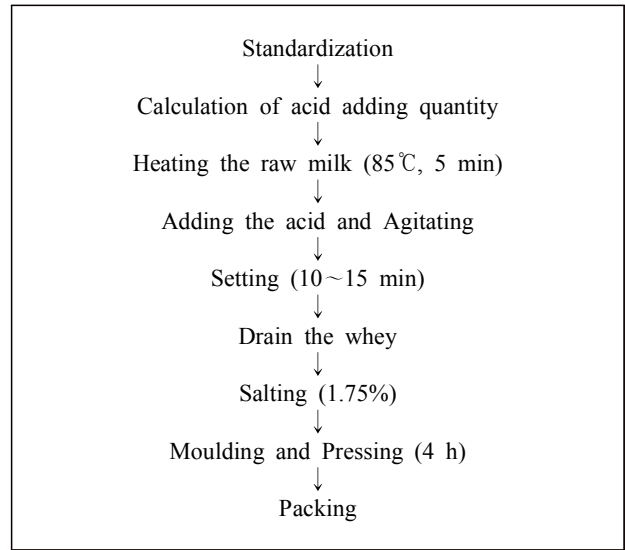 Standardization
↓
Calculation of acid adding quantity
↓
Heating the raw milk (85℃, 5 min)
↓
Adding the acid and Agitating
↓
Setting (10～15 min)
↓
Drain the whey
↓
Salting (1.75%)
↓
Moulding and Pressing (4 h)
↓
Packing